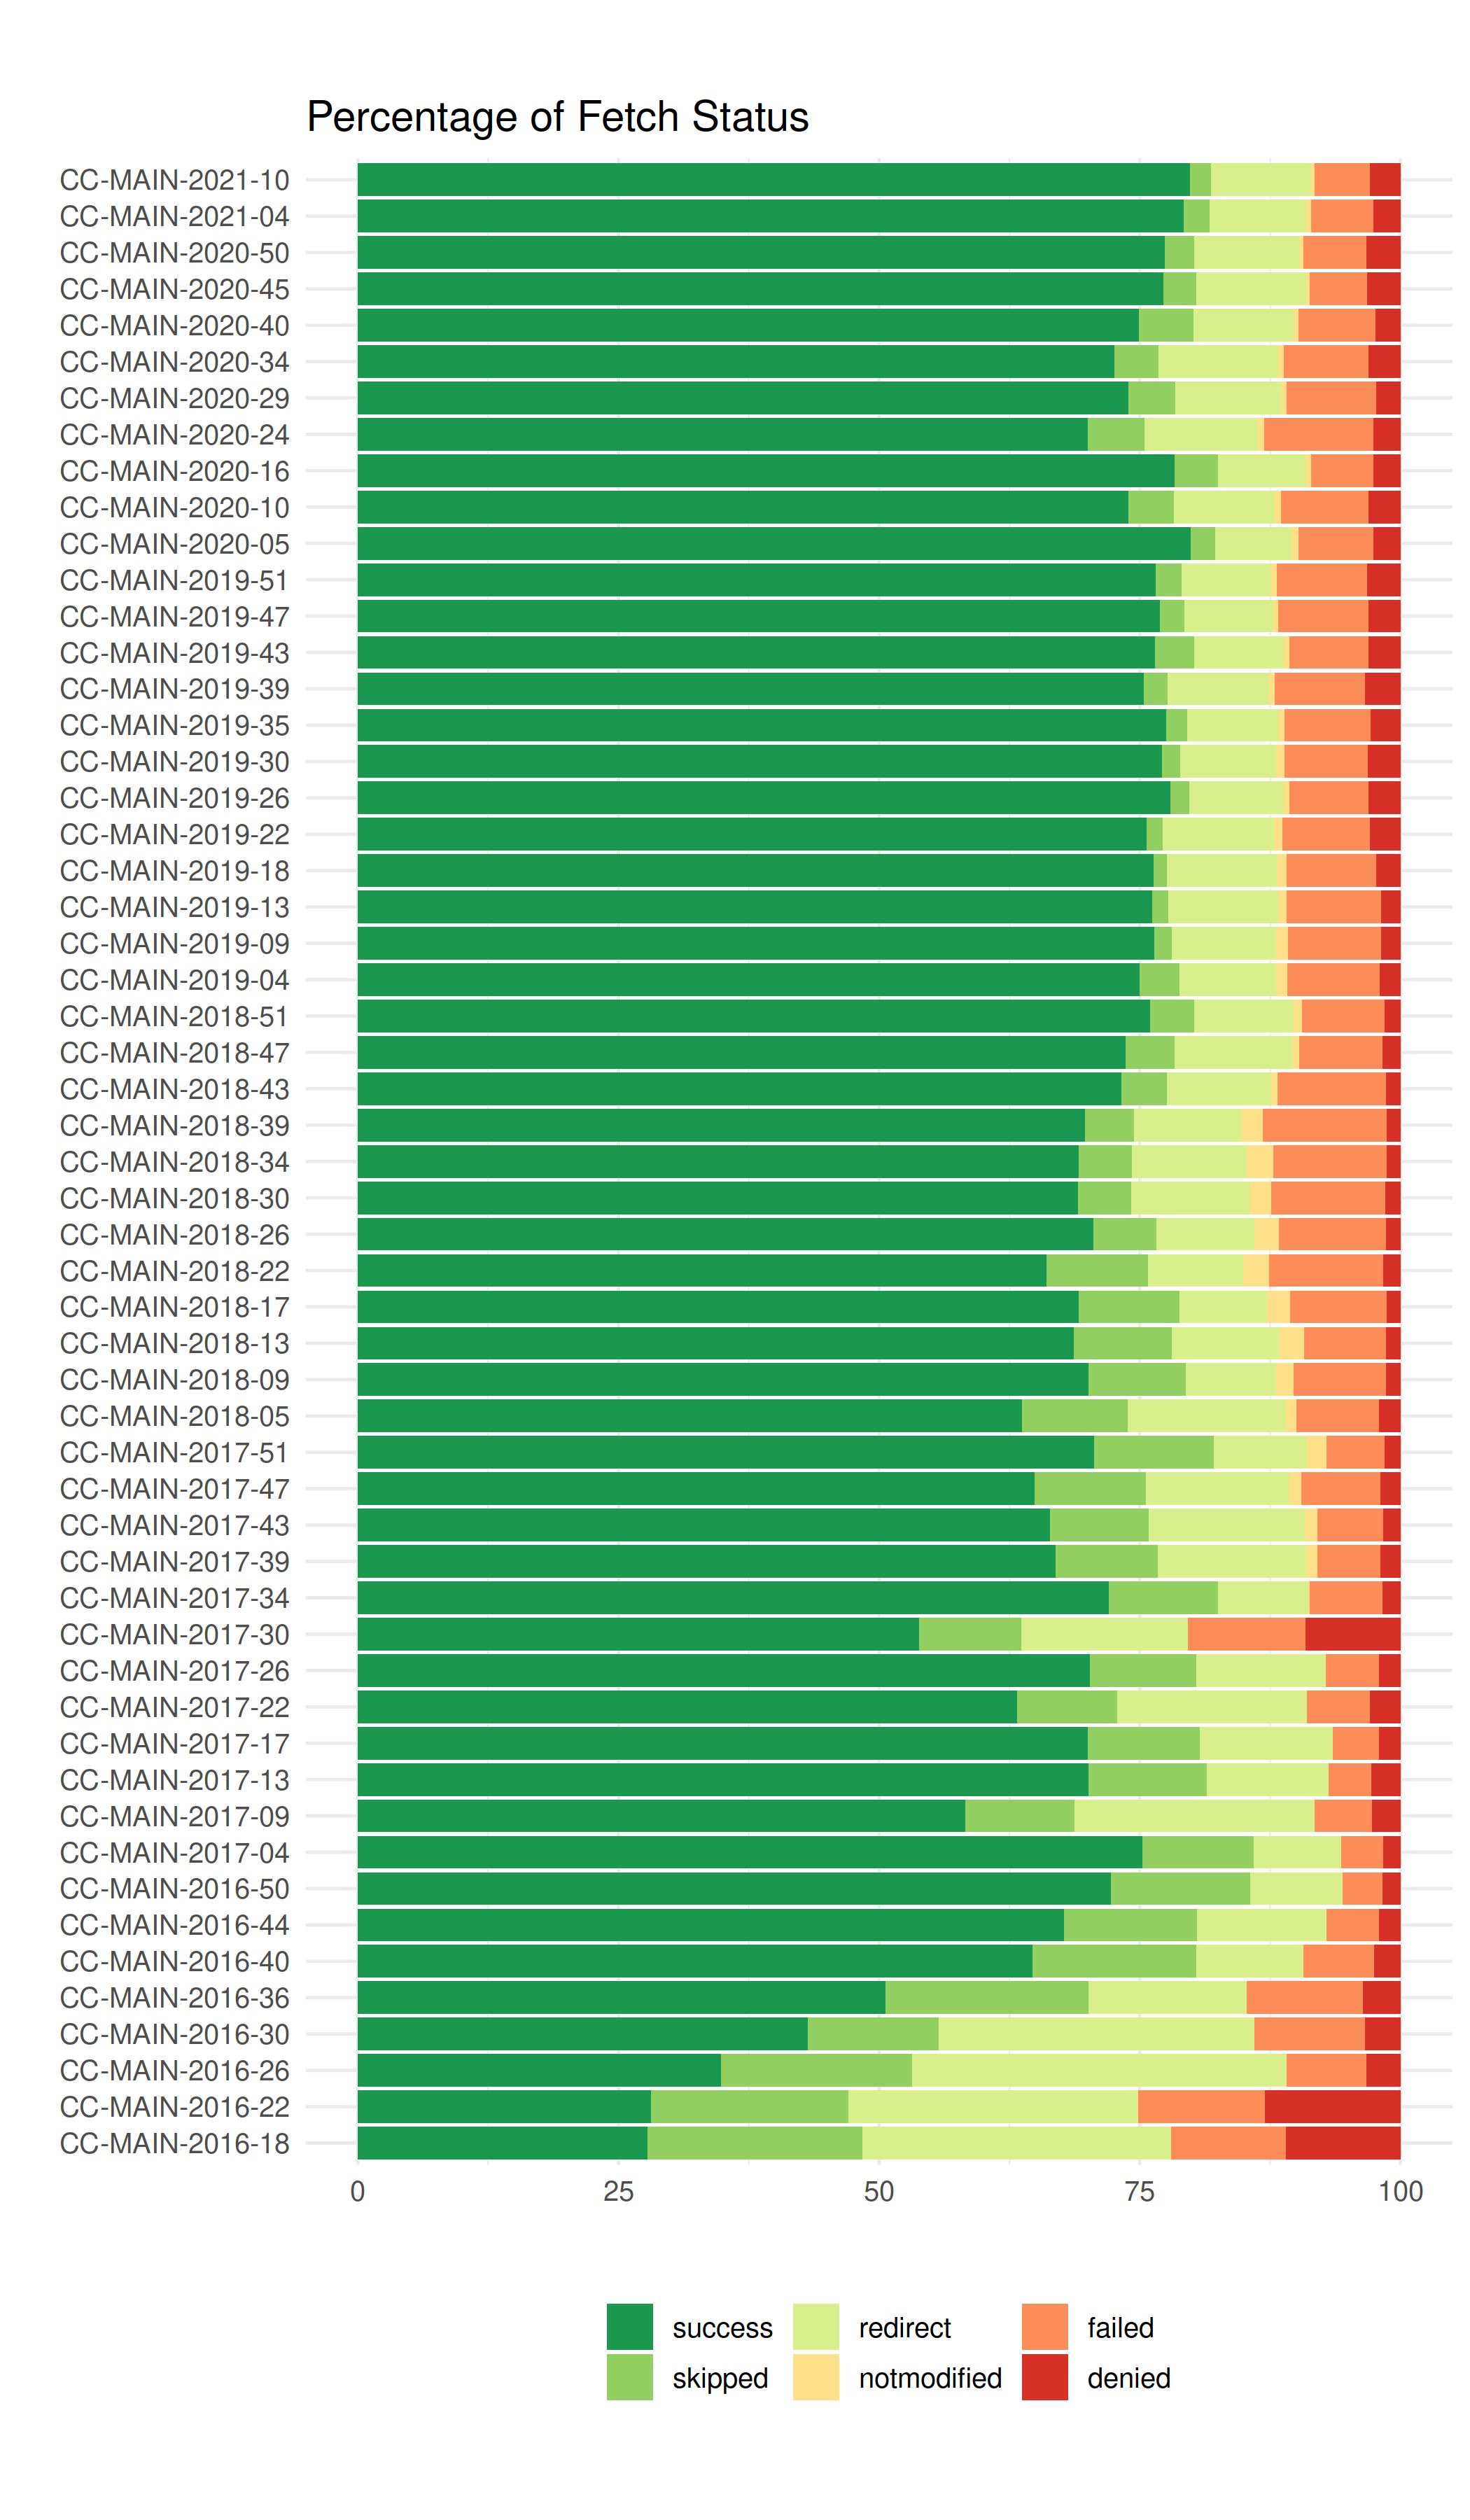 Percentage of Fetch Status
CC-MAIN-2021-10
CC-MAIN-2021-04
CC-MAIN-2020-50
CC-MAIN-2020-45
CC-MAIN-2020-40
CC-MAIN-2020-34
CC-MAIN-2020-29
CC-MAIN-2020-24
CC-MAIN-2020-16
CC-MAIN-2020-10
CC-MAIN-2020-05
CC-MAIN-2019-51
CC-MAIN-2019-47
CC-MAIN-2019-43
CC-MAIN-2019-39
CC-MAIN-2019-35
CC-MAIN-2019-30
CC-MAIN-2019-26
CC-MAIN-2019-22
CC-MAIN-2019-18
CC-MAIN-2019-13
CC-MAIN-2019-09
CC-MAIN-2019-04
CC-MAIN-2018-51
CC-MAIN-2018-47
CC-MAIN-2018-43
CC-MAIN-2018-39
CC-MAIN-2018-34
CC-MAIN-2018-30
CC-MAIN-2018-26
CC-MAIN-2018-22
CC-MAIN-2018-17
CC-MAIN-2018-13
CC-MAIN-2018-09
CC-MAIN-2018-05
CC-MAIN-2017-51
CC-MAIN-2017-47
CC-MAIN-2017-43
CC-MAIN-2017-39
CC-MAIN-2017-34
CC-MAIN-2017-30
CC-MAIN-2017-26
CC-MAIN-2017-22
CC-MAIN-2017-17
CC-MAIN-2017-13
CC-MAIN-2017-09
CC-MAIN-2017-04
CC-MAIN-2016-50
CC-MAIN-2016-44
CC-MAIN-2016-40
CC-MAIN-2016-36
CC-MAIN-2016-30
CC-MAIN-2016-26
CC-MAIN-2016-22
CC-MAIN-2016-18
0 25 50 75 100
success redirect failed
skipped notmodified denied